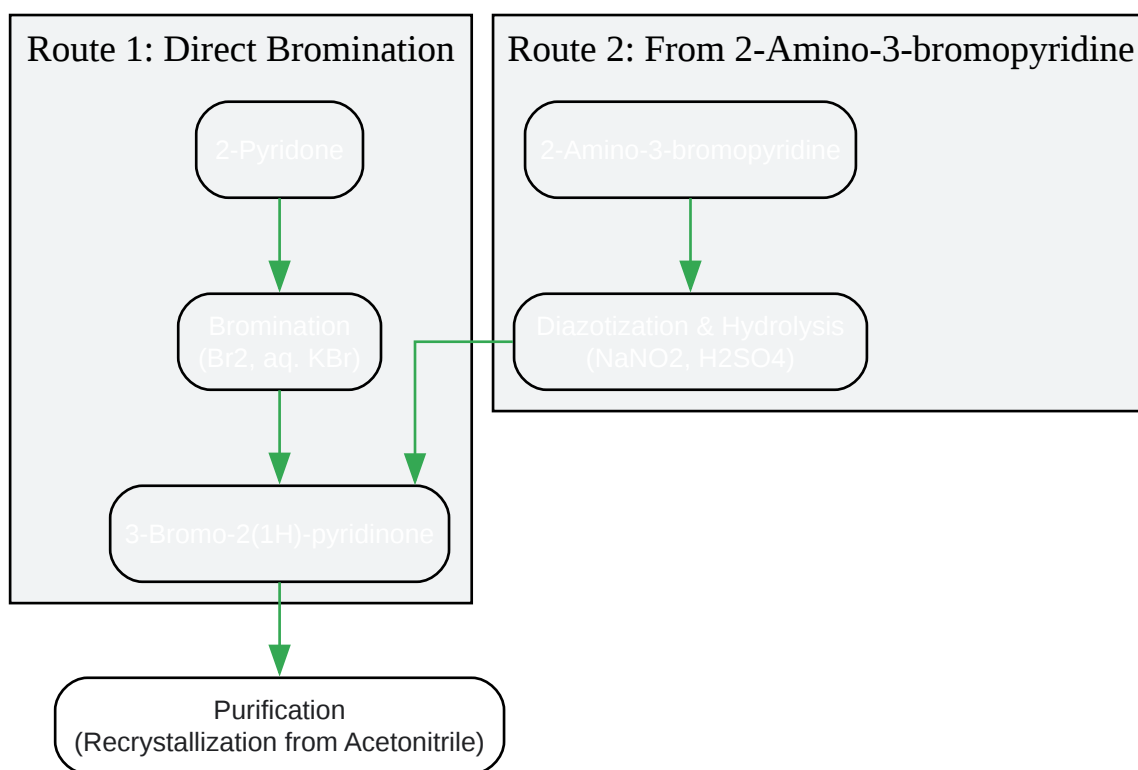 Route 1: Direct Bromination
2-Pyridone
Bromination
(Br2, aq. KBr)
3-Bromo-2(1H)-pyridinone
Route 2: From 2-Amino-3-bromopyridine
2-Amino-3-bromopyridine
Diazotization & Hydrolysis
(NaNO2, H2SO4)
Purification
(Recrystallization from Acetonitrile)